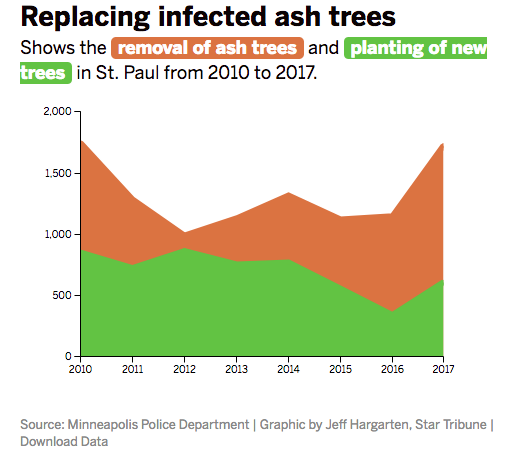 Replacing infected ash trees
Shows the removal of ash trees and planting of new
trees in St. Paul from 2010 to 2017.
2,000
1,500
1,000
500
0
2010 2011 2012 2013 2014 2015 2016 2017
Source: Minneapolis Police Department | Graphic by Jeff Hargarten, Star Tribune |
Download Data